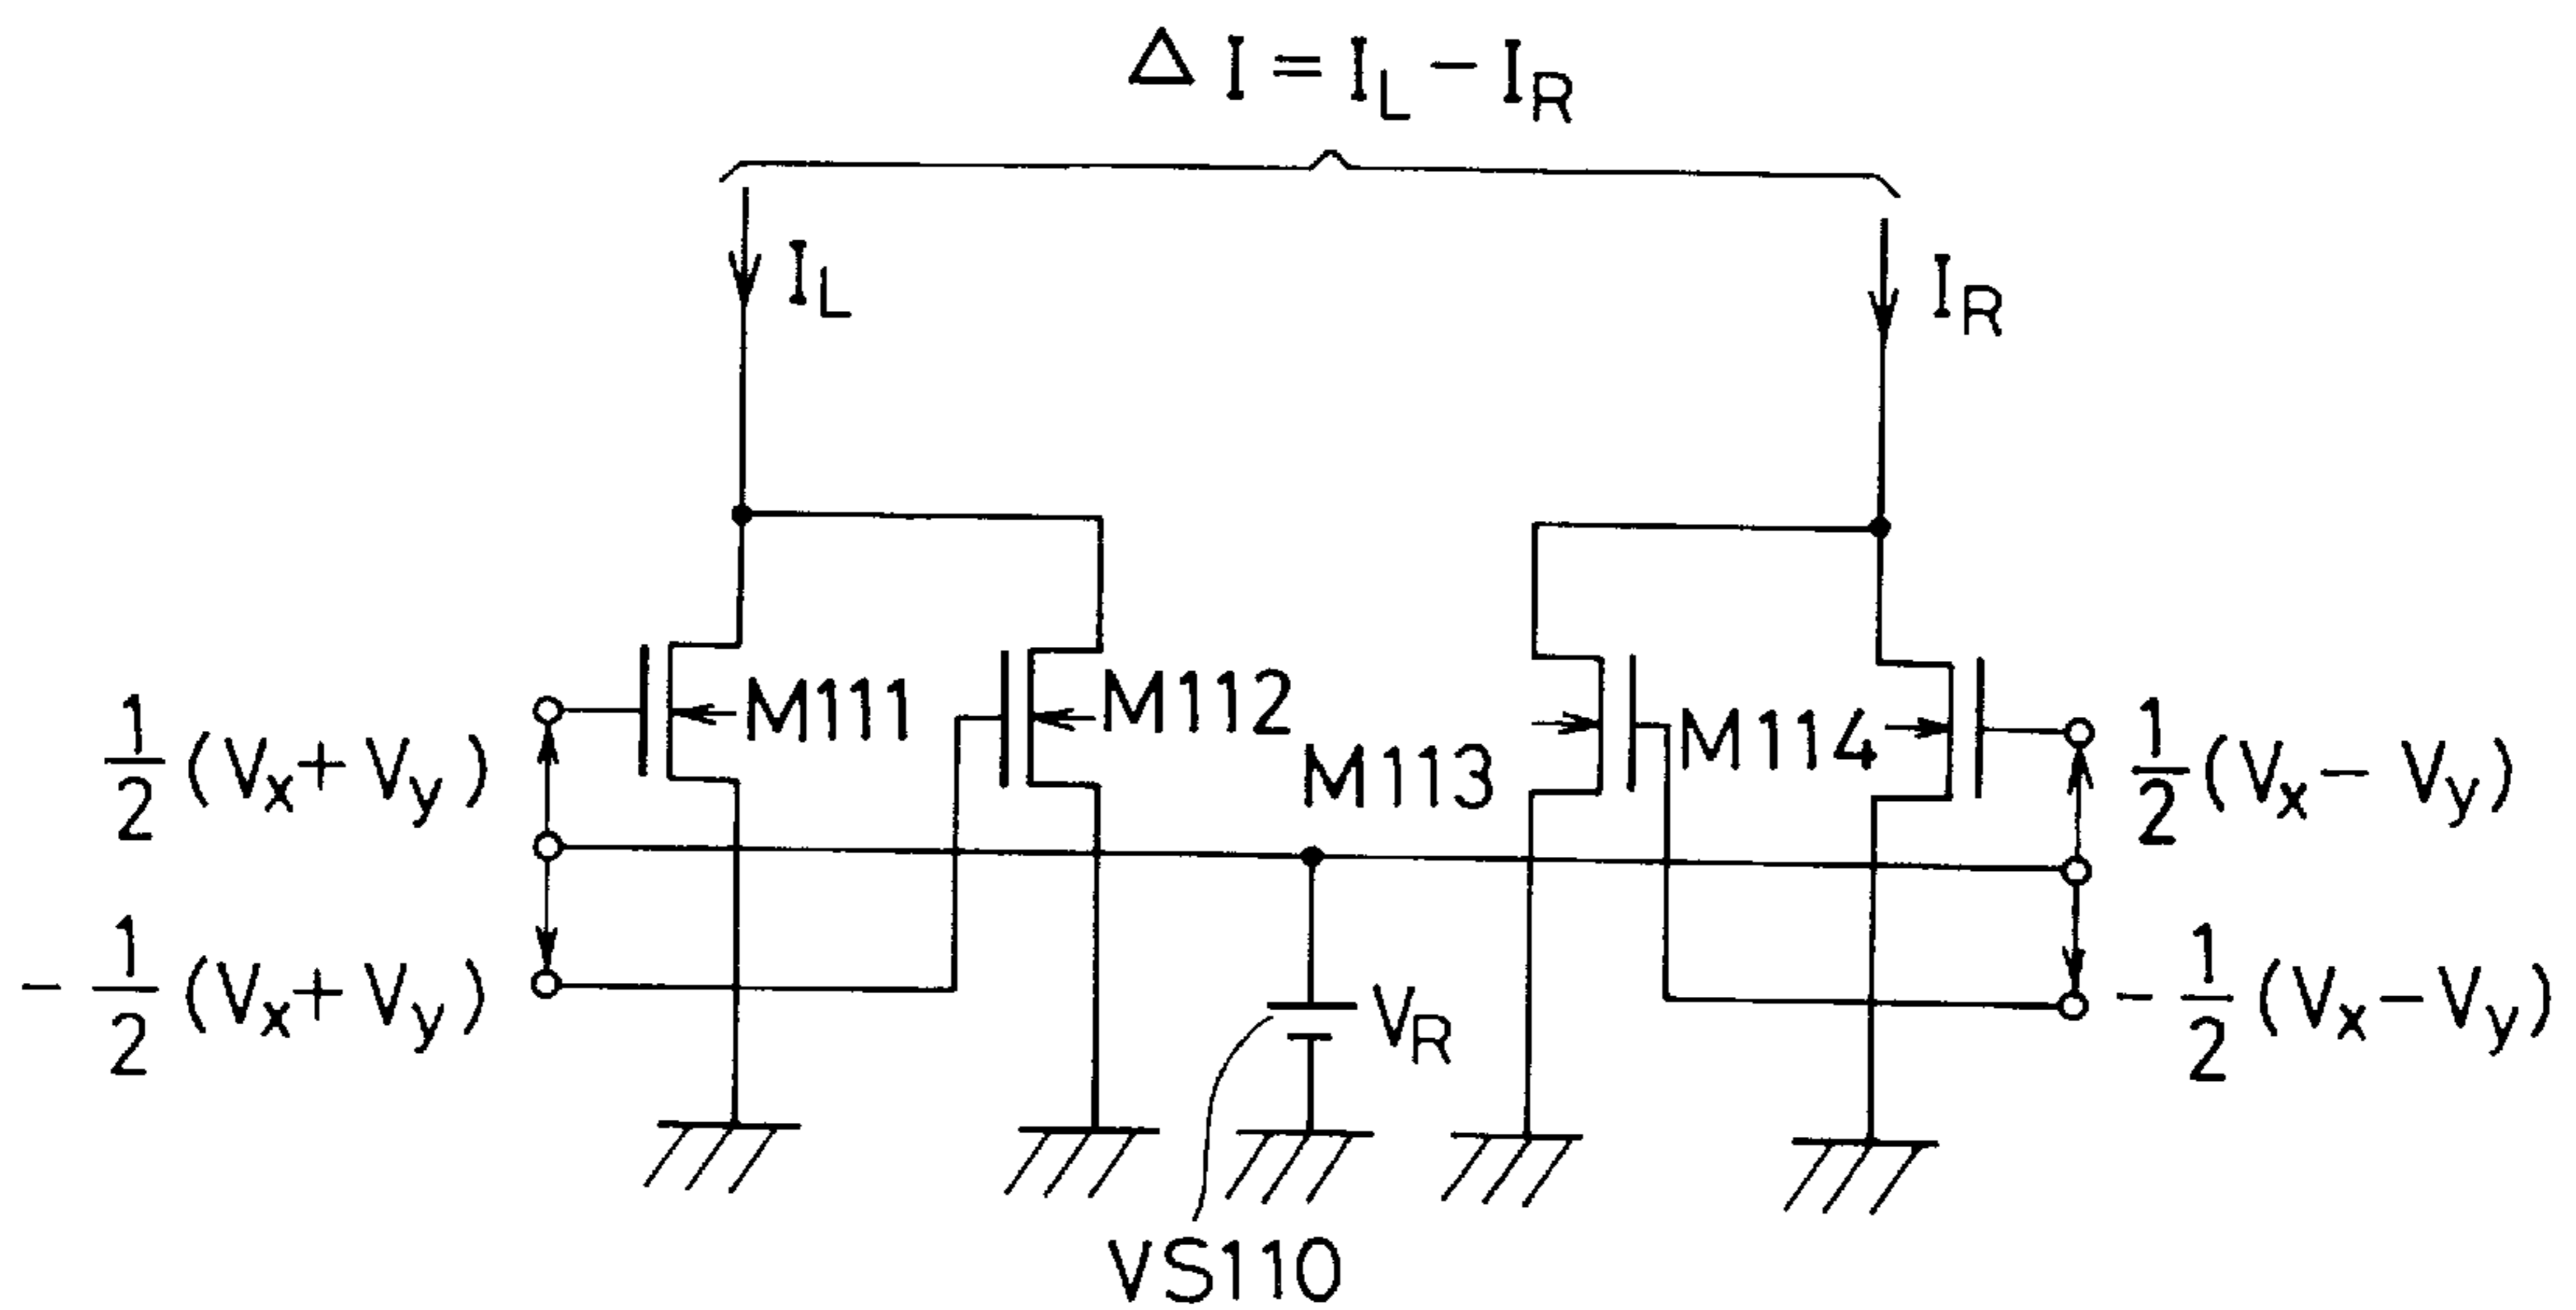 Δ I = I_L − I_R
I_L
I_R
M111
M112
M113
M114
1/2 (V_x + V_y)
1/2 (V_x − V_y)
− 1/2 (V_x + V_y)
V_R
− 1/2 (V_x − V_y)
VS110